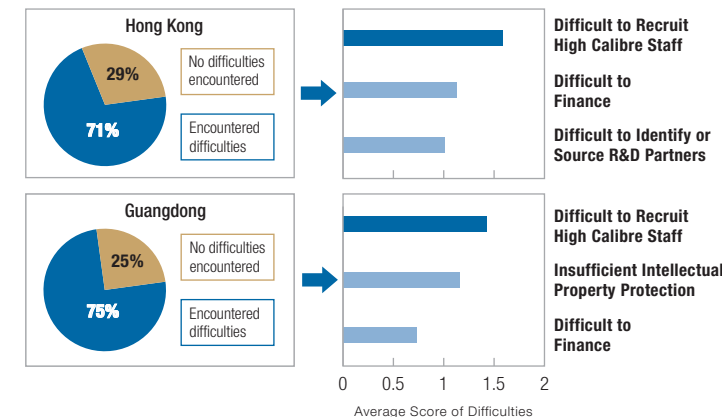 Hong Kong
29%
71%
No difficulties
encountered
Encountered
difficulties
Difficult to Recruit
High Calibre Staff
Difficult to
Finance
Difficult to Identify or
Source R&D Partners
Guangdong
25%
75%
No difficulties
encountered
Encountered
difficulties
Difficult to Recruit
High Calibre Staff
Insufficient Intellectual
Property Protection
Difficult to
Finance
0 0.5 1 1.5 2
Average Score of Difficulties